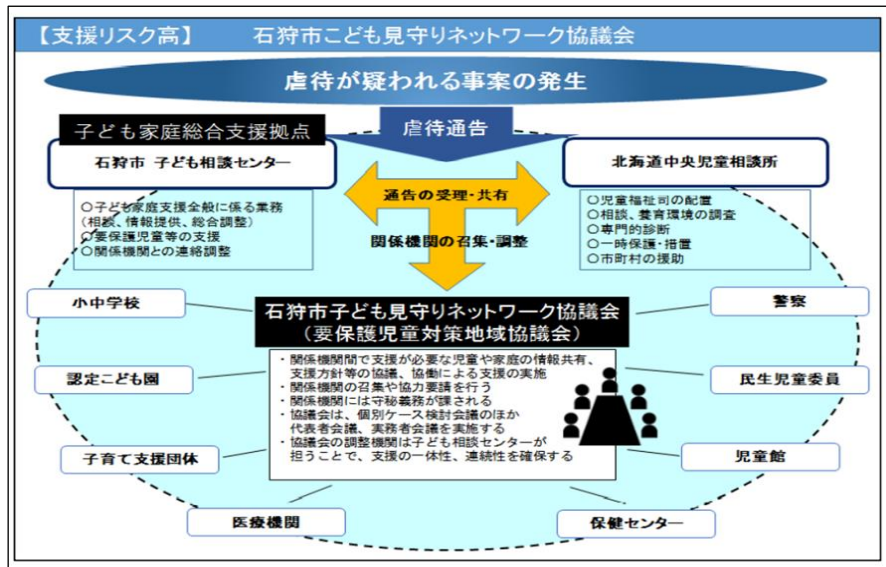 【支援リスク高】 石狩市こども見守りネットワーク協議会
虐待が疑われる事案の発生
虐待通告
子ども家庭総合支援拠点
石狩市 子ども相談センター
北海道中央児童相談所
○子ども家庭支援全般に係る業務
(相談、情報提供、総合調整)
○要保護児童等の支援
○関係機関との連絡調整
通告の受理・共有
関係機関の召集・調整
○児童福祉司の配置
○相談、養育環境の調査
○専門的診断
○一時保護・措置
○市町村の援助
小中学校
認定こども園
子育て支援団体
医療機関
石狩市子ども見守りネットワーク協議会
(要保護児童対策地域協議会)
・関係機関間で支援が必要な児童や家庭の情報共有、
支援方針等の協議、協働による支援の実施
・関係機関の召集や協力要請を行う
・関係機関には守秘義務が課される
・協議会は、個別ケース検討会議のほか
代表者会議、実務者会議を実施する
・協議会の調整機関は子ども相談センターが
担うことで、支援の一体性、連続性を確保する
警察
民生児童委員
児童館
保健センター